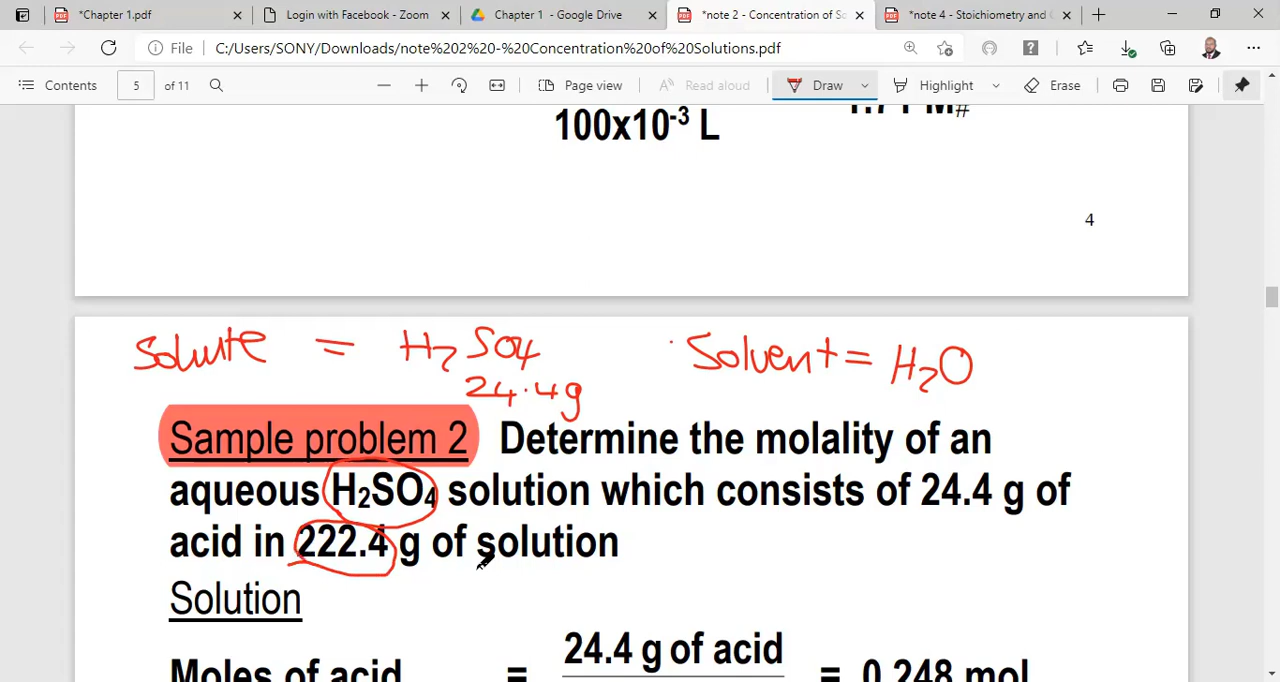 *Chapter 1.pdf
Login with Facebook - Zoom
Chapter 1 - Google Drive
*note 2 - Concentration of So
*note 4 - Stoichiometry and
File
C:/Users/SONY/Downloads/note%202%20-%20Concentration%20of%20Solutions.pdf
Contents
5
of 11
Page view
Read aloud
Draw
Highlight
Erase
100x10-3 L
4
Solute = H2SO4
Solvent = H2O
24.4g
Sample problem 2 Determine the molality of an
aqueous H2SO4 solution which consists of 24.4 g of
acid in 222.4 g of solution
Solution
24.4 g of acid
Moles of acid = = 0.248 mol